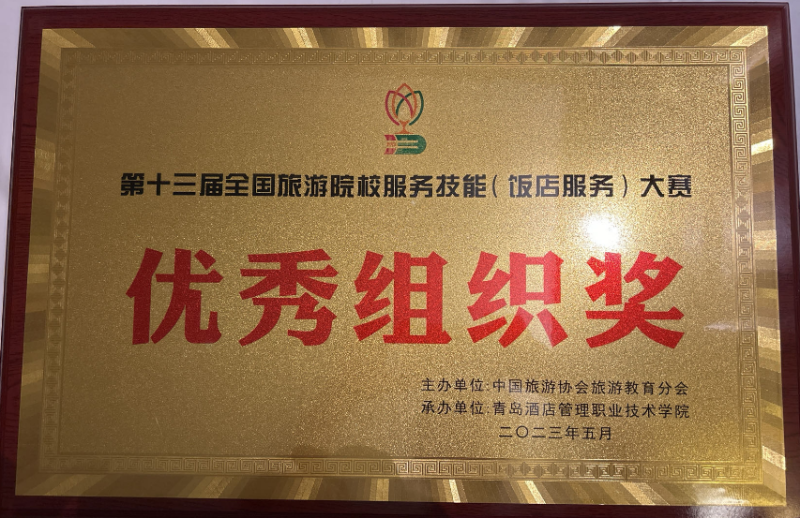 第十三届全国旅游院校服务技能（饭店服务）大赛
优秀组织奖
主办单位:中国旅游协会旅游教育分会
承办单位:青岛酒店管理职业技术学院
二〇二三年五月